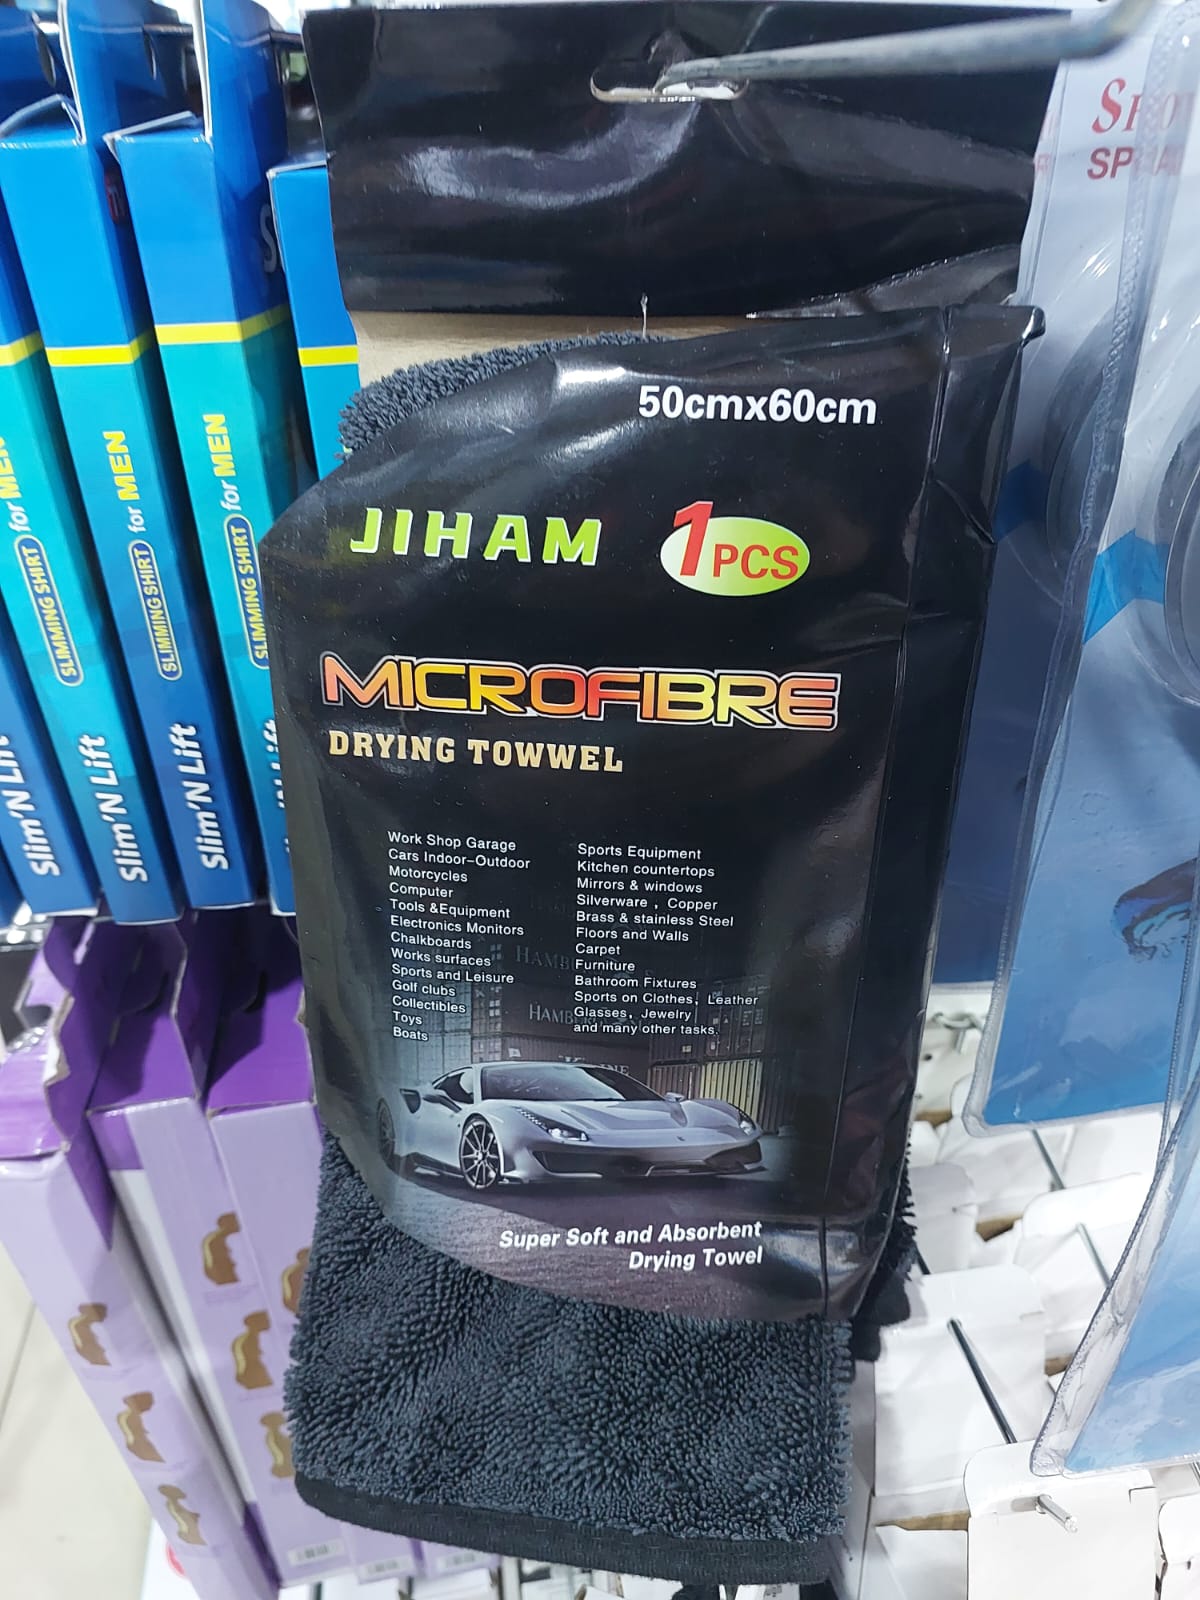 50cmx60cm
JIHAM
1PCS
MICROFIBRE
DRYING TOWWEL
Work Shop Garage
Cars Indoor-Outdoor
Motorcycles
Computer
Tools &Equipment
Electronics Monitors
Chalkboards
Works surfaces
Sports and Leisure
Golf clubs
Collectibles
Toys
Boats
Sports Equipment
Kitchen countertops
Mirrors & windows
Silverware , Copper
Brass & stainless Steel
Floors and Walls
Carpet
Furniture
Bathroom Fixtures
Sports on Clothes, Leather
Glasses, Jewelry
and many other tasks.
Super Soft and Absorbent
Drying Towel
Slim'N Lift
SLIMMING SHIRT for MEN
Slim'N Lift
SLIMMING SHIRT for MEN
Slim'N Lift
SLIMMING SHIRT for MEN
for MEN